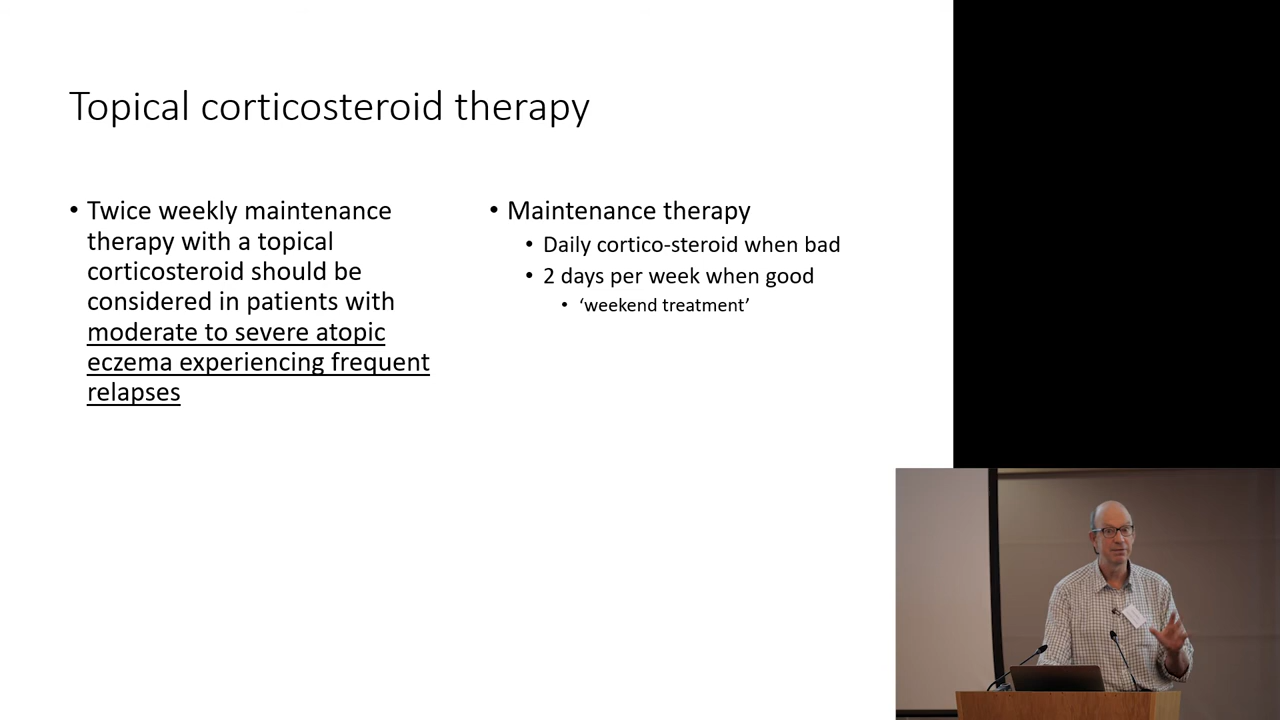 Topical corticosteroid therapy
• Twice weekly maintenance
therapy with a topical
corticosteroid should be
considered in patients with
moderate to severe atopic
eczema experiencing frequent
relapses
• Maintenance therapy
• Daily cortico-steroid when bad
• 2 days per week when good
• ‘weekend treatment’